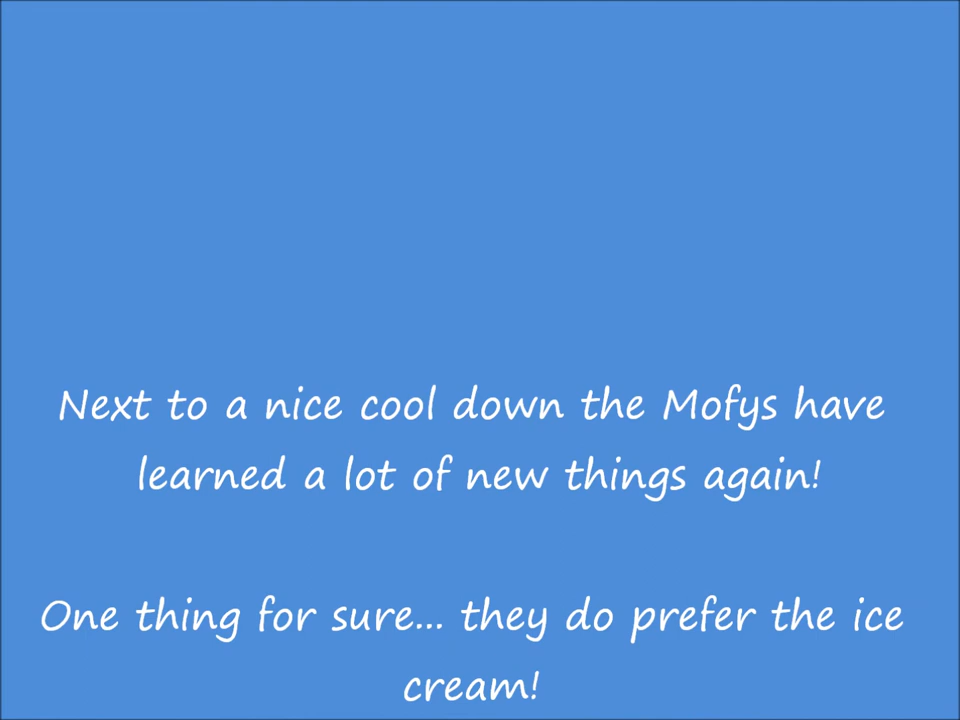 Next to a nice cool down the Mofys have
learned a lot of new things again!
One thing for sure... they do prefer the ice
cream!